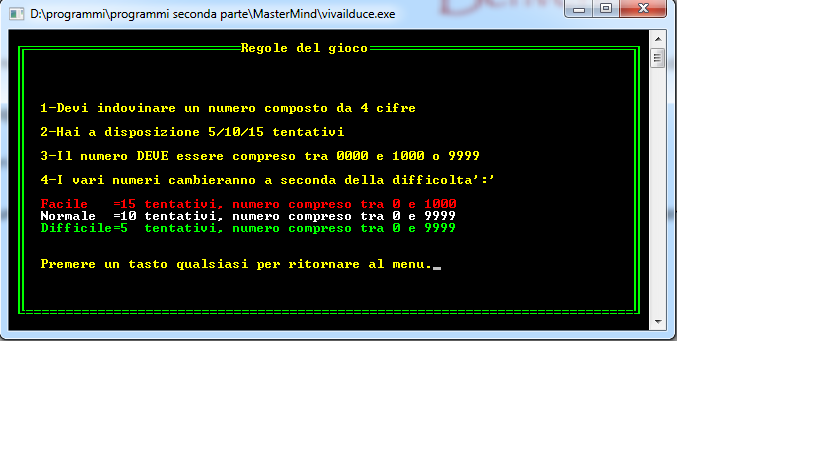 D:\programmi\programmi seconda parte\MasterMind\vivailduce.exe
Regole del gioco
1-Devi indovinare un numero composto da 4 cifre
2-Hai a disposizione 5/10/15 tentativi
3-Il numero DEVE essere compreso tra 0000 e 1000 o 9999
4-I vari numeri cambieranno a seconda della difficolta':'
Facile   =15 tentativi, numero compreso tra 0 e 1000
Normale  =10 tentativi, numero compreso tra 0 e 9999
Difficile=5  tentativi, numero compreso tra 0 e 9999
Premere un tasto qualsiasi per ritornare al menu._